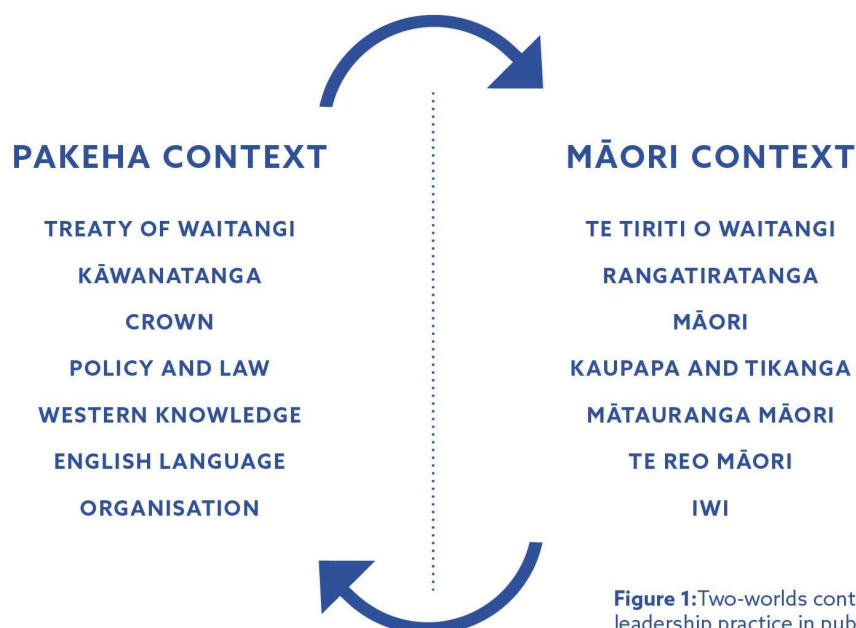 PAKEHA CONTEXT
TREATY OF WAITANGI
KĀWANATANGA
CROWN
POLICY AND LAW
WESTERN KNOWLEDGE
ENGLISH LANGUAGE
ORGANISATION
MĀORI CONTEXT
TE TIRITI O WAITANGI
RANGATIRATANGA
MĀORI
KAUPAPA AND TIKANGA
MĀTAURANGA MĀORI
TE REO MĀORI
IWI
Figure 1:Two-worlds cont
leadership practice in pub